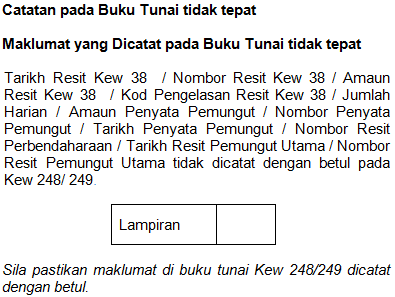 Catatan pada Buku Tunai tidak tepat
Maklumat yang Dicatat pada Buku Tunai tidak tepat
Tarikh Resit Kew 38 / Nombor Resit Kew 38 / Amaun
Resit Kew 38 / Kod Pengelasan Resit Kew 38 / Jumlah
Harian / Amaun Penyata Pemungut / Nombor Penyata
Pemungut / Tarikh Penyata Pemungut / Nombor Resit
Perbendaharaan / Tarikh Resit Pemungut Utama / Nombor
Resit Pemungut Utama tidak dicatat dengan betul pada
Kew 248/ 249.
Lampiran
Sila pastikan maklumat di buku tunai Kew 248/249 dicatat
dengan betul.